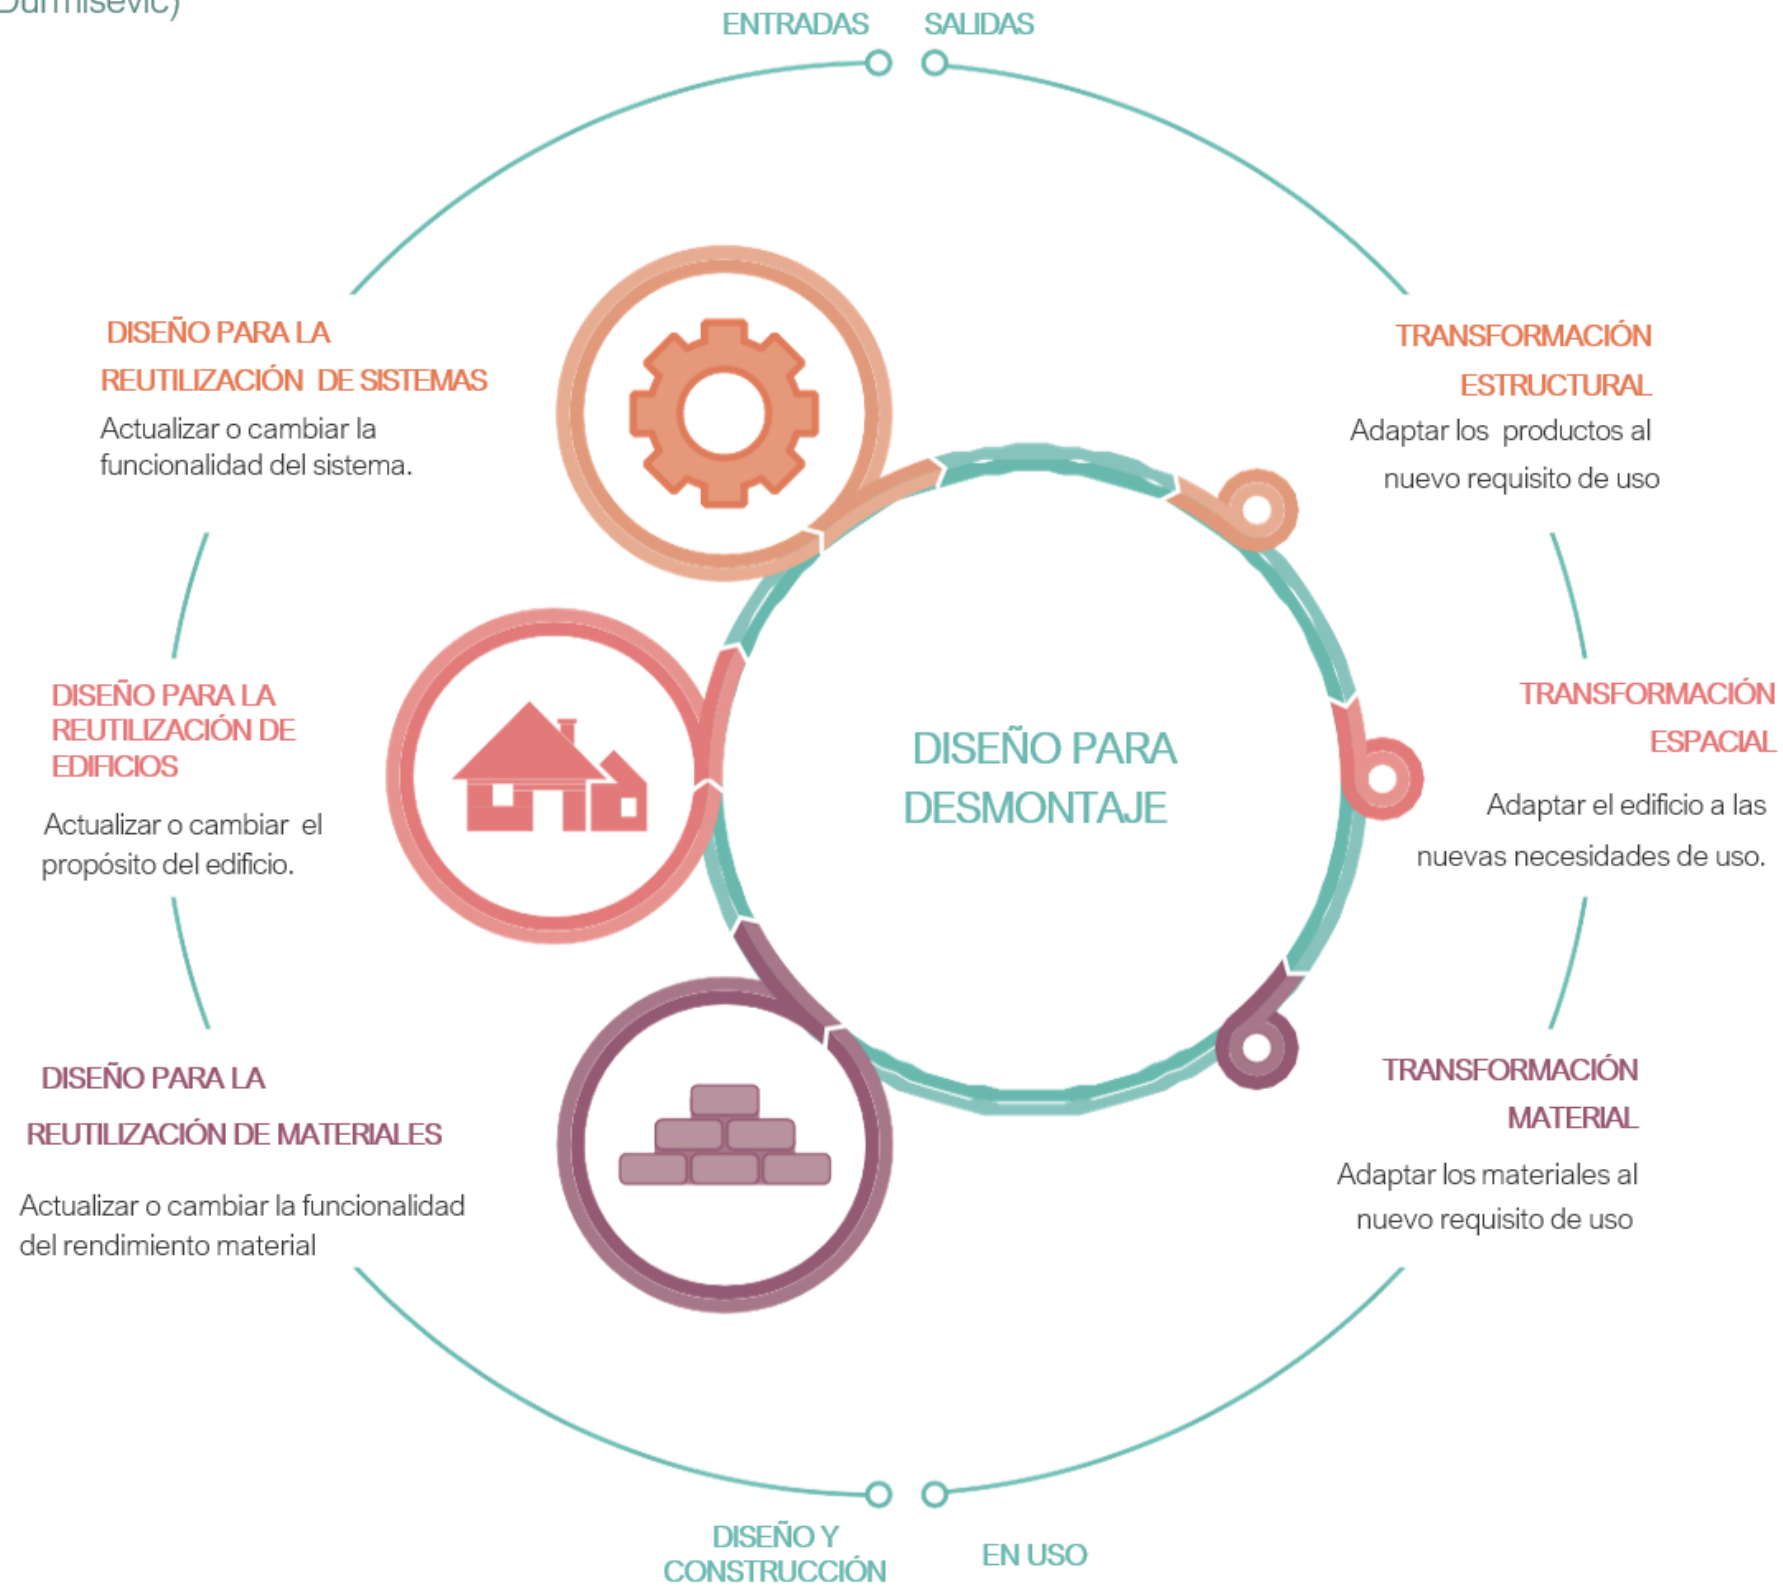 Durmisevic)
ENTRADAS
SALIDAS
DISEÑO PARA LA
REUTILIZACIÓN DE SISTEMAS
Actualizar o cambiar la
funcionalidad del sistema.
TRANSFORMACIÓN
ESTRUCTURAL
Adaptar los productos al
nuevo requisito de uso
DISEÑO PARA LA
REUTILIZACIÓN DE
EDIFICIOS
Actualizar o cambiar el
propósito del edificio.
DISEÑO PARA
DESMONTAJE
TRANSFORMACIÓN
ESPACIAL
Adaptar el edificio a las
nuevas necesidades de uso.
DISEÑO PARA LA
REUTILIZACIÓN DE MATERIALES
Actualizar o cambiar la funcionalidad
del rendimiento material
TRANSFORMACIÓN
MATERIAL
Adaptar los materiales al
nuevo requisito de uso
DISEÑO Y
CONSTRUCCIÓN
EN USO